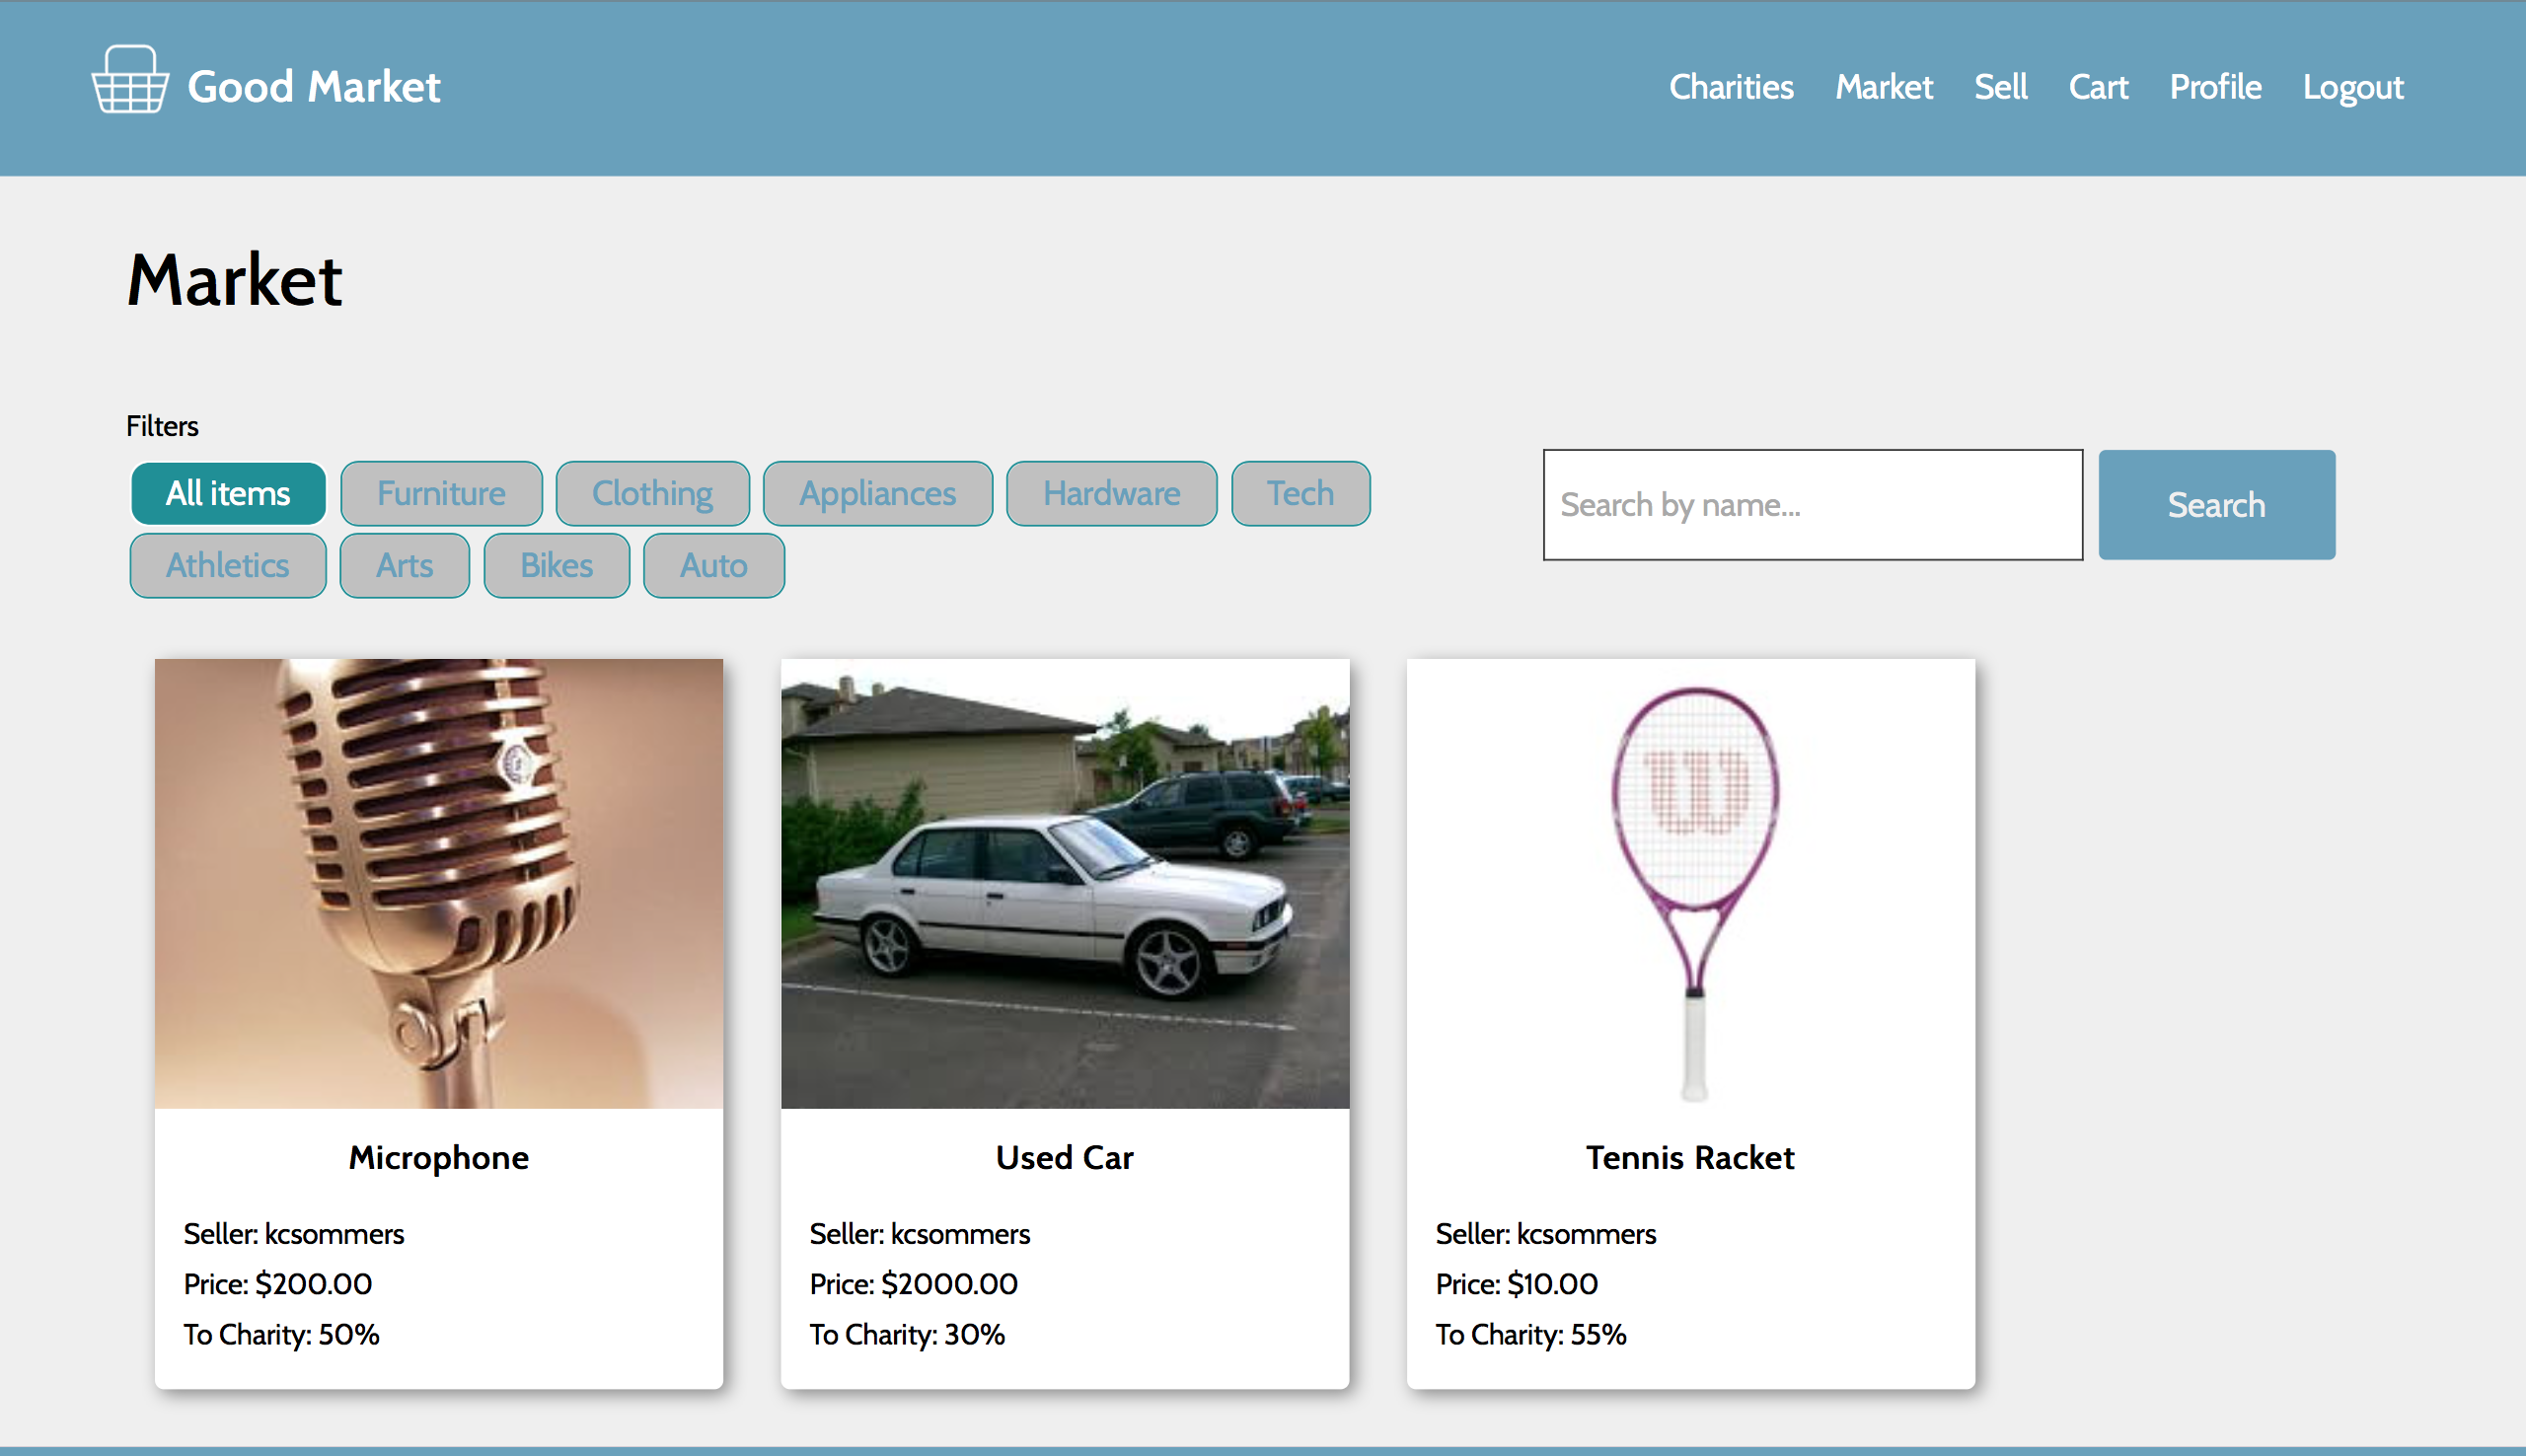 Good Market
Charities Market Sell Cart Profile Logout
Market
Filters
All items Furniture Clothing Appliances Hardware Tech
Athletics Arts Bikes Auto
Search by name... Search
W
Microphone
Seller: kcsommers
Price: $200.00
To Charity: 50%
Used Car
Seller: kcsommers
Price: $2000.00
To Charity: 30%
Tennis Racket
Seller: kcsommers
Price: $10.00
To Charity: 55%